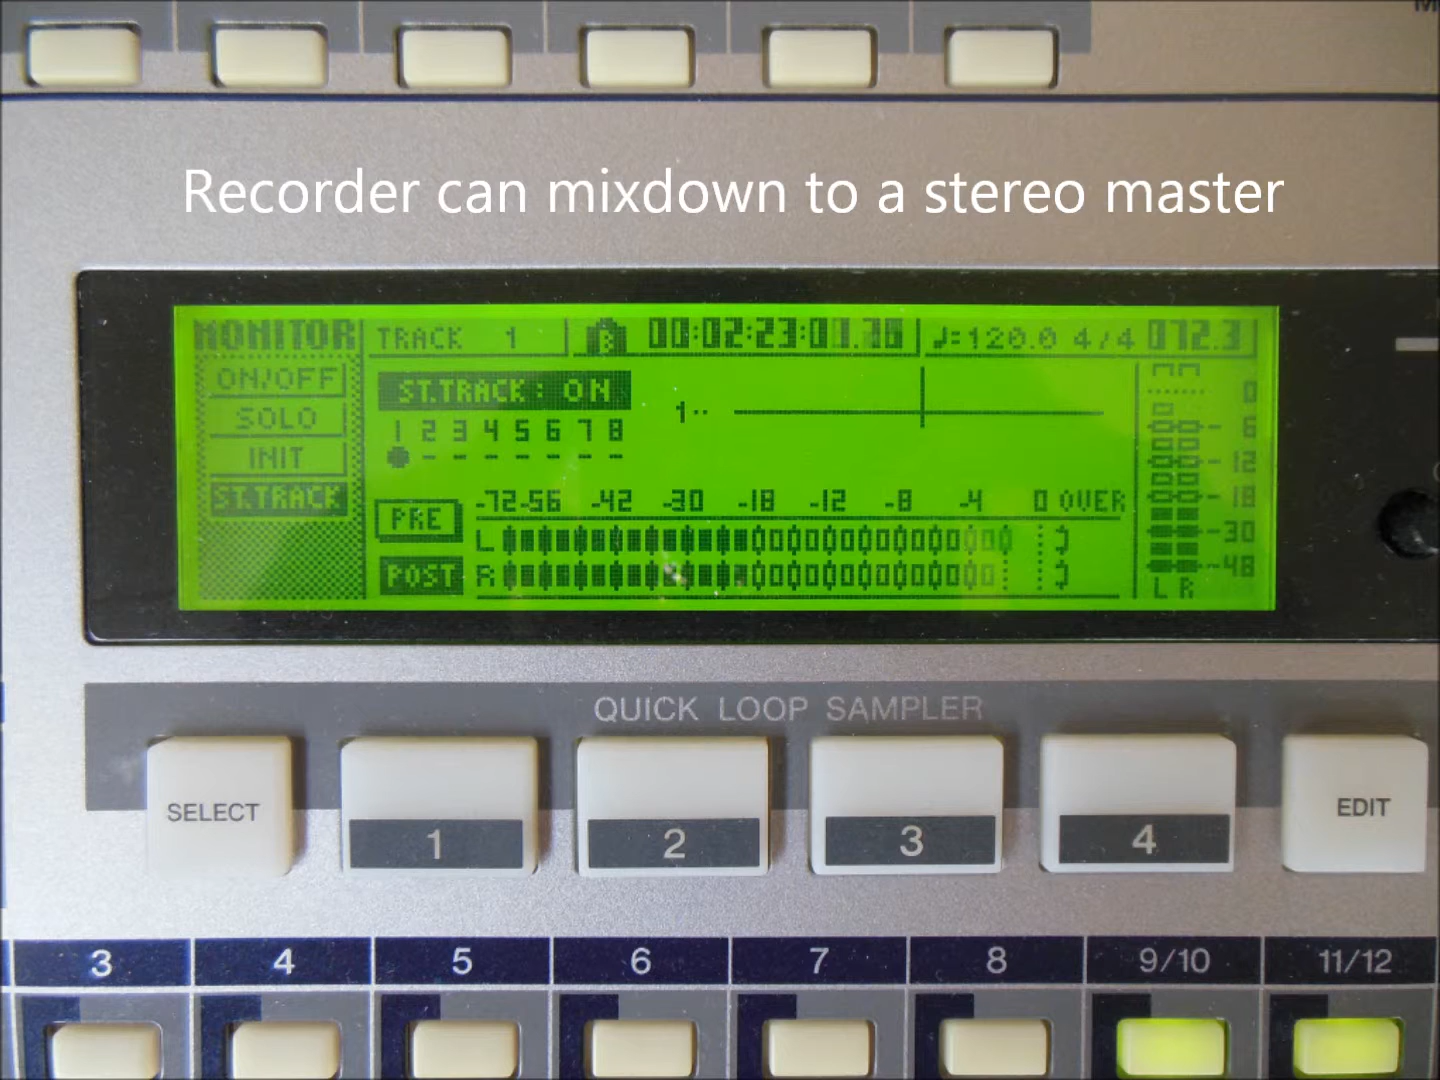 Recorder can mixdown to a stereo master
MONITOR TRACK 1 B ♩=120.0 4/4 072.3
ON/OFF ST.TRACK: ON
SOLO 1 2 3 4 5 6 7 8 1··
INIT
ST.TRACK
PRE -72-56 -42 -30 -18 -12 -8 -4 0 OVER
L
POST R
0
6
12
18
30
48
L R
QUICK LOOP SAMPLER
SELECT 1 2 3 4 EDIT
3 4 5 6 7 8 9/10 11/12